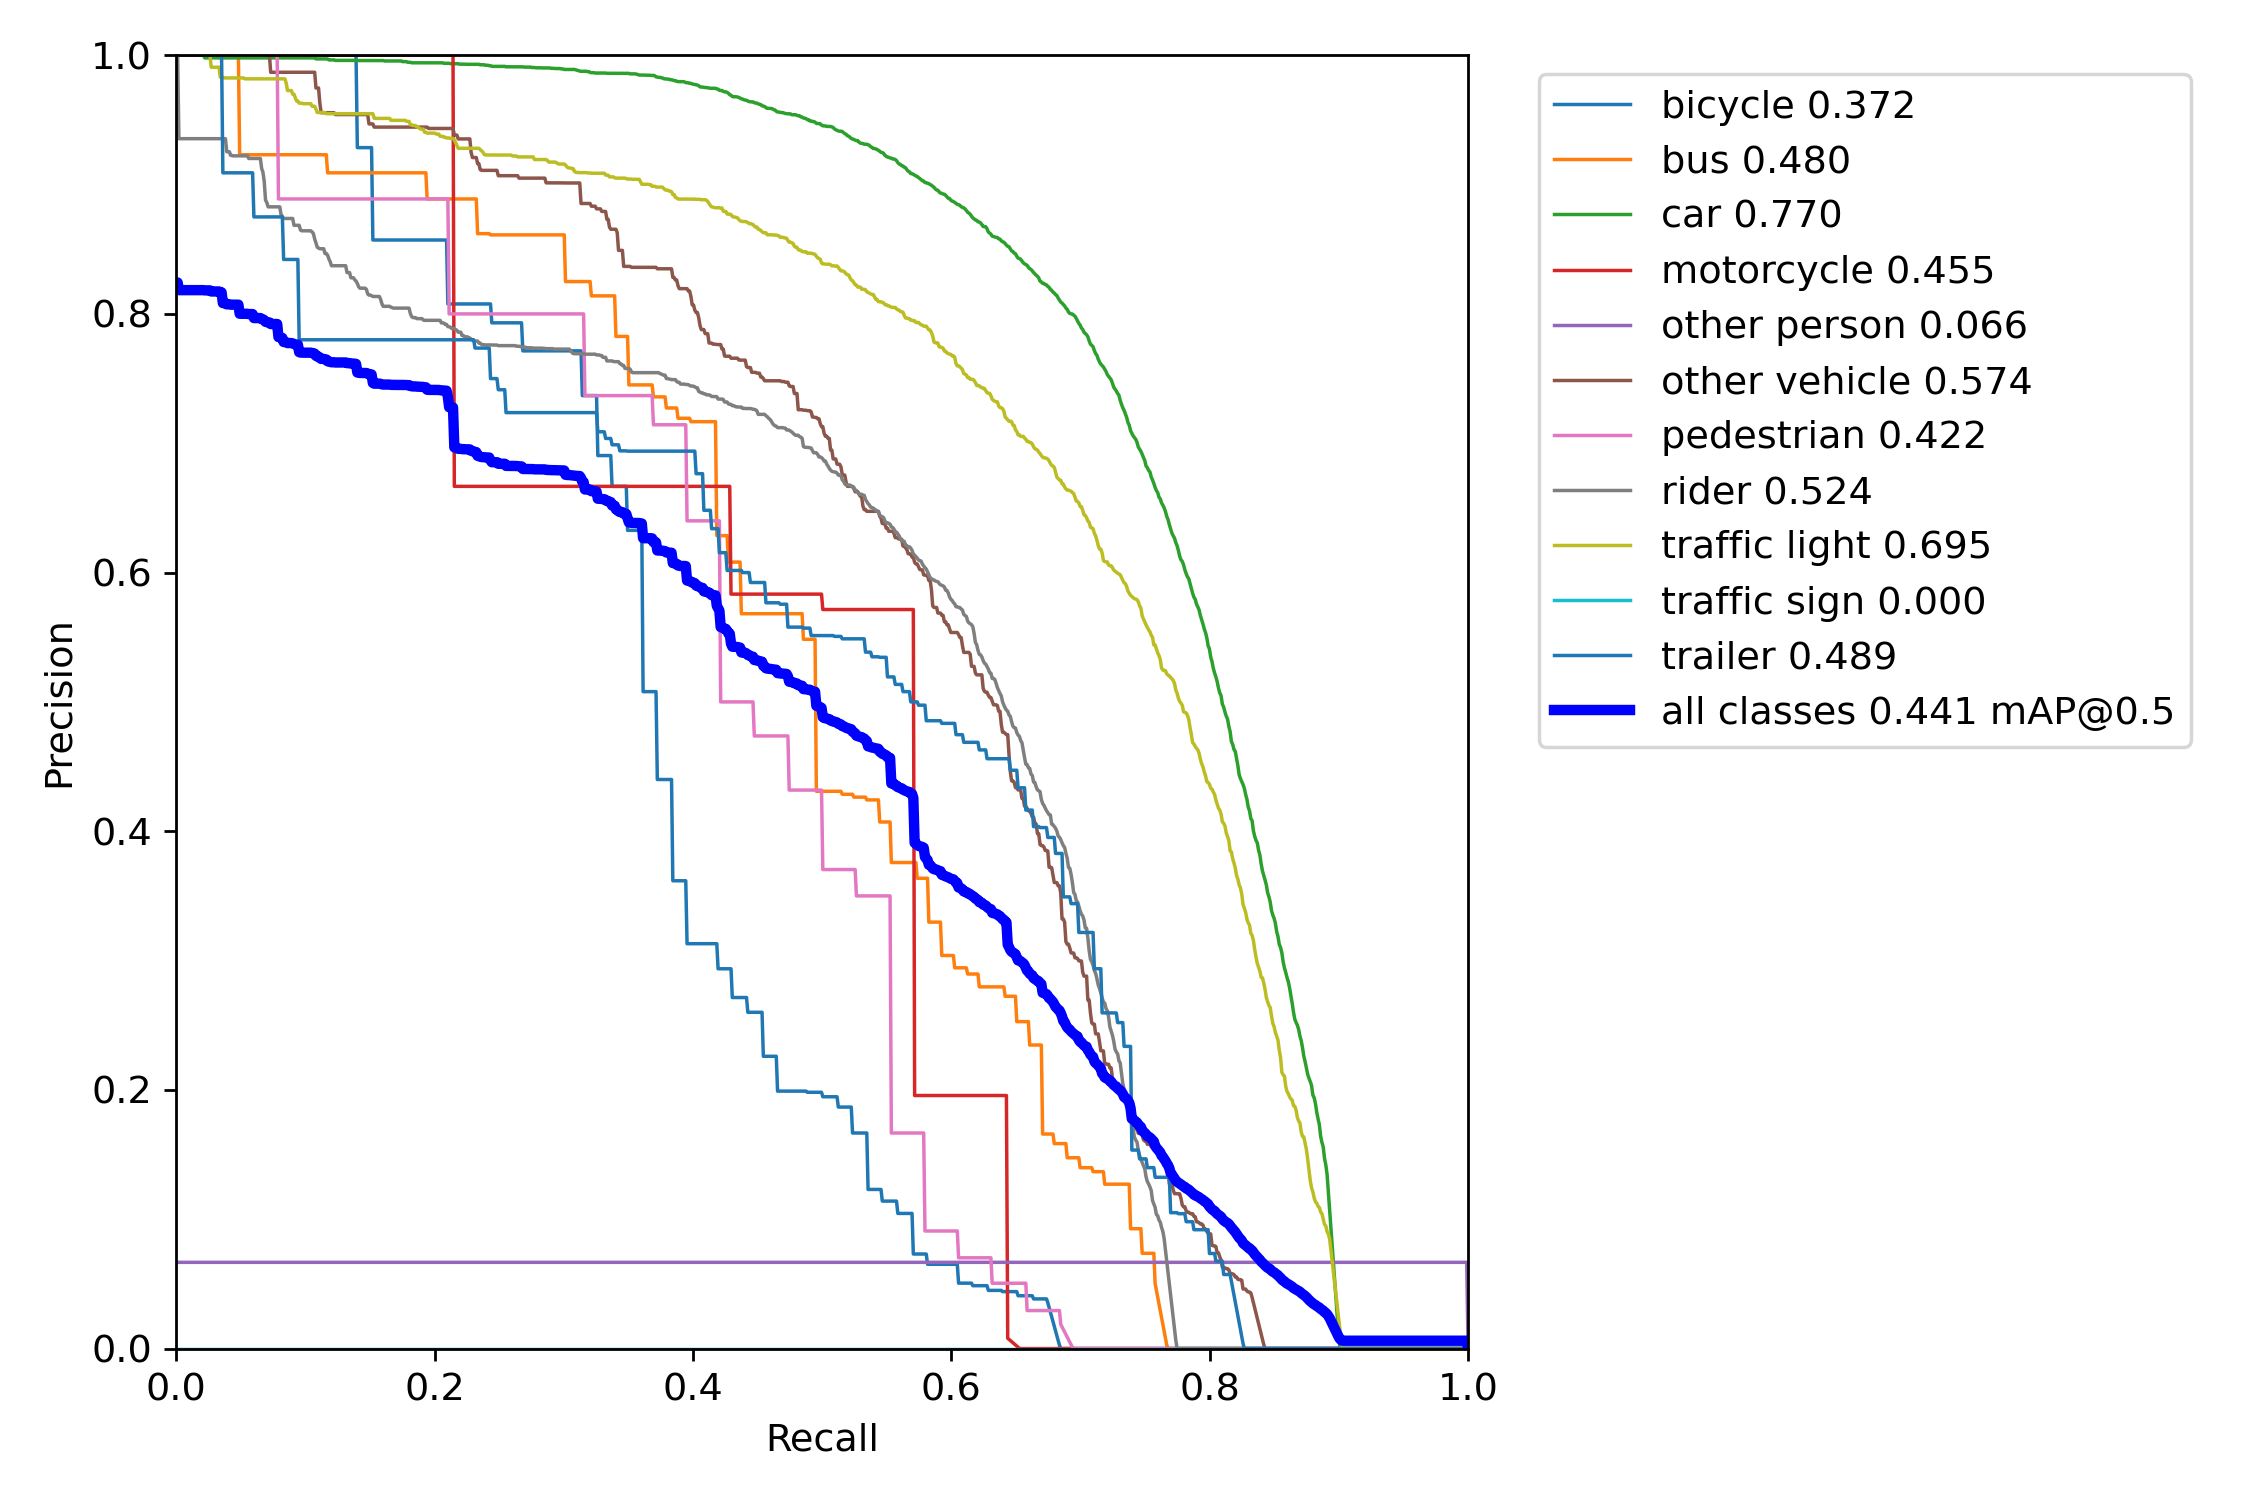 1.0
0.8
0.6
0.4
0.2
0.0
Precision
0.0 0.2 0.4 0.6 0.8 1.0
Recall
bicycle 0.372
bus 0.480
car 0.770
motorcycle 0.455
other person 0.066
other vehicle 0.574
pedestrian 0.422
rider 0.524
traffic light 0.695
traffic sign 0.000
trailer 0.489
all classes 0.441 mAP@0.5